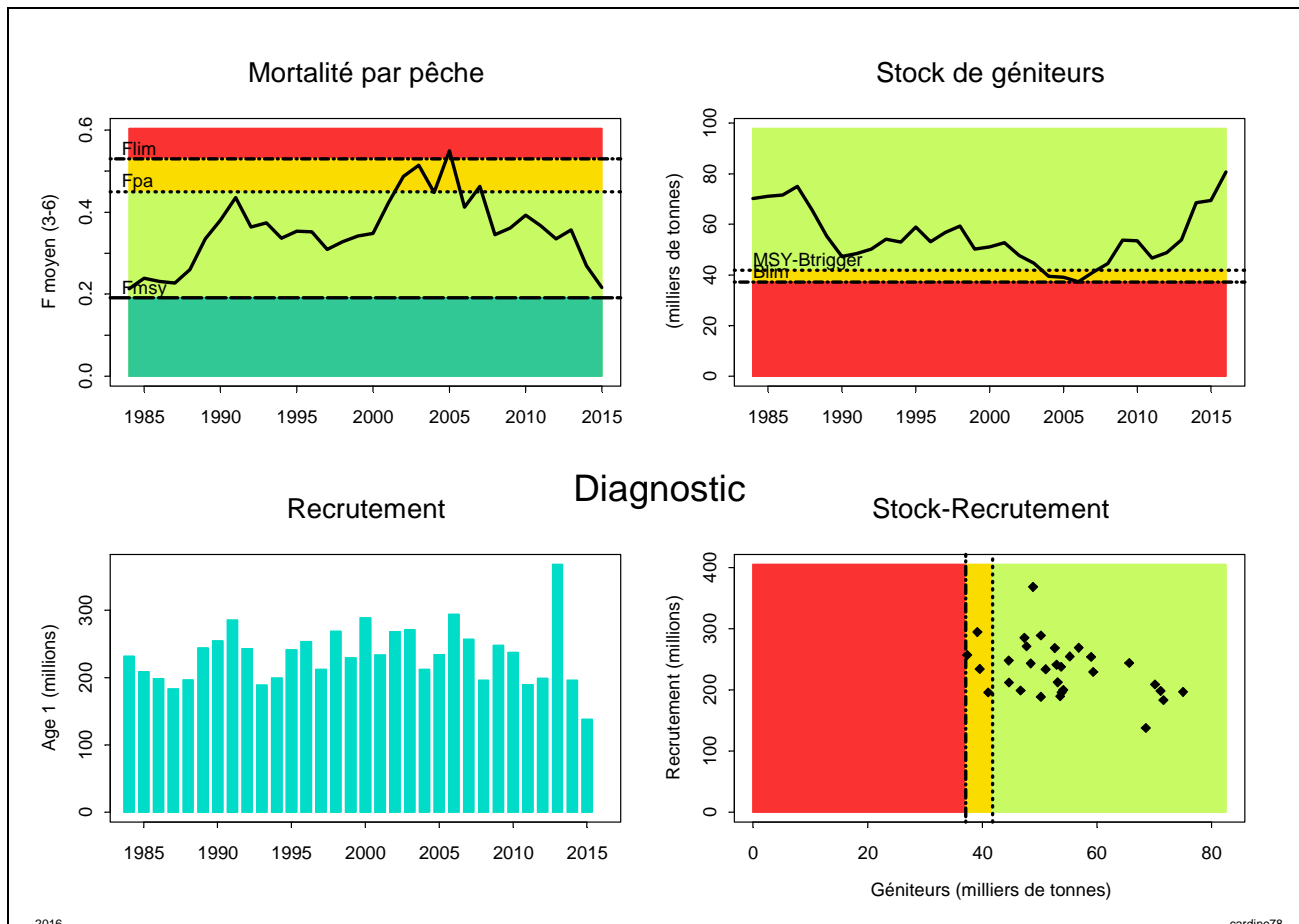 Mortalité par pêche
F moyen (3-6)
0.0
0.2
0.4
0.6
Flim
Fpa
Fmsy
1985 1990 1995 2000 2005 2010 2015
Stock de géniteurs
(milliers de tonnes)
0
20
40
60
80
100
MSY-Btrigger
Blim
1985 1990 1995 2000 2005 2010 2015
Diagnostic
Recrutement
Age 1 (millions)
0
100
200
300
1985 1990 1995 2000 2005 2010 2015
Stock-Recrutement
Recrutement (millions)
0
100
200
300
400
0 20 40 60 80
Géniteurs (milliers de tonnes)
2016
cardine78